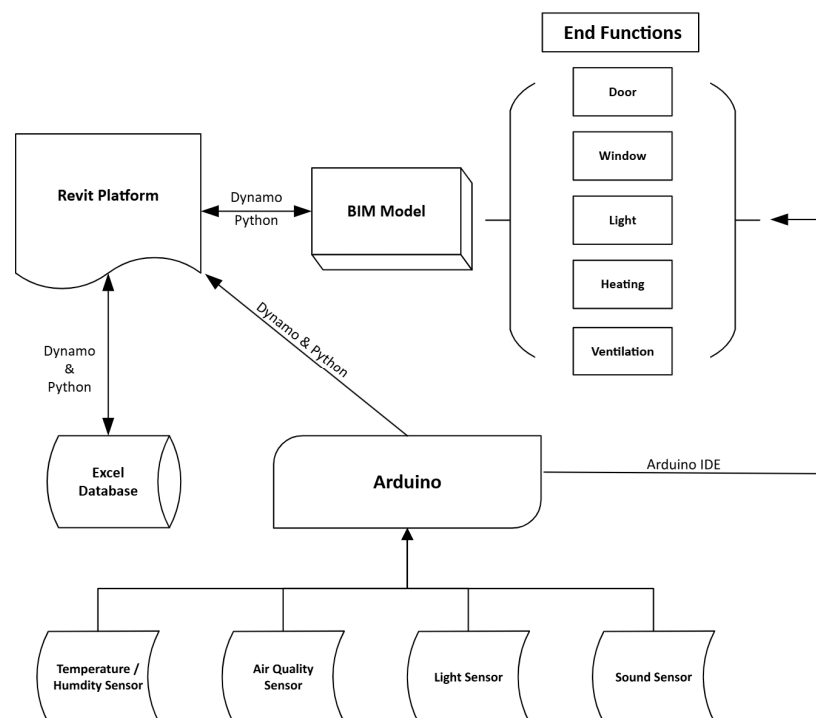 End Functions
Door
Window
Light
Heating
Ventilation
Revit Platform
Dynamo
Python
BIM Model
Dynamo
&
Python
Dynamo & Python
Excel
Database
Arduino
Arduino IDE
Temperature /
Humdity Sensor
Air Quality
Sensor
Light Sensor
Sound Sensor